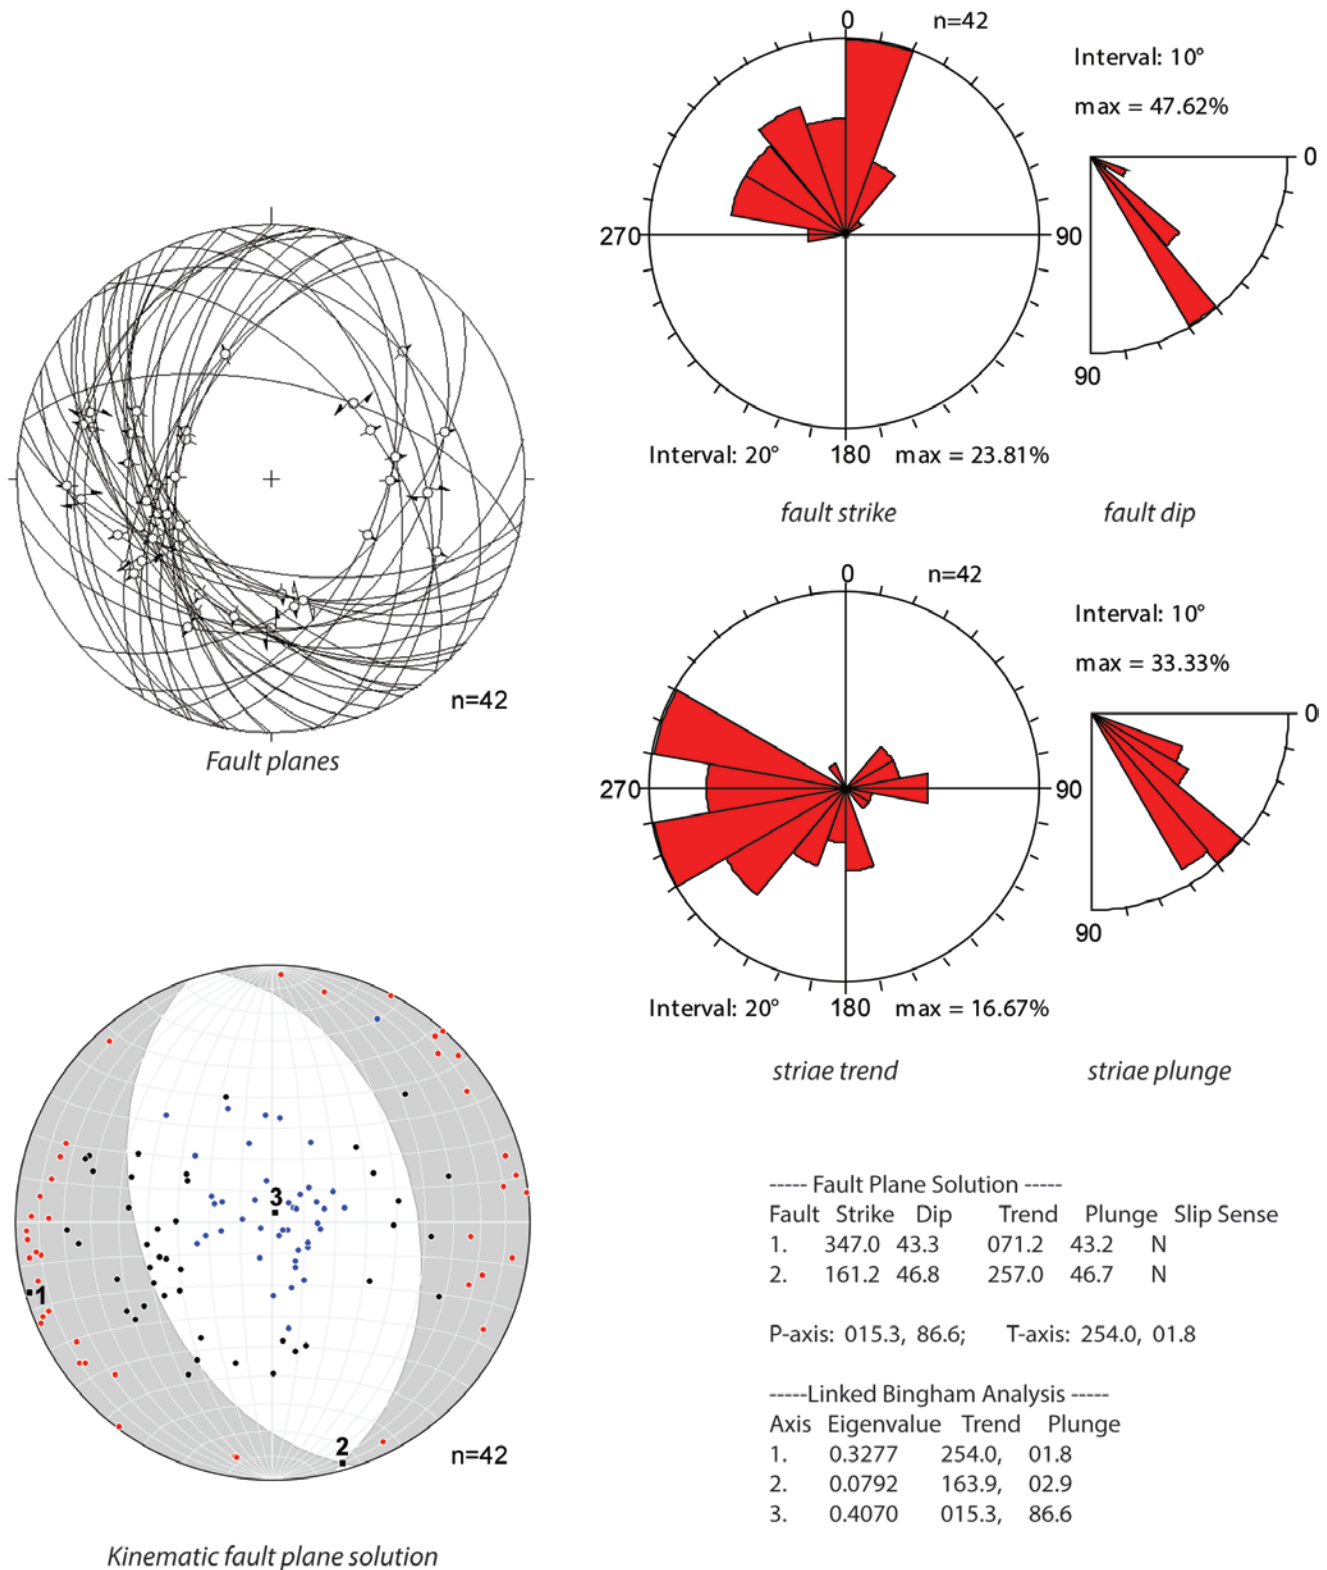 0
n=42
Interval: 10°
max = 47.62%
0
270
90
90
Interval: 20° 180 max = 23.81%
fault strike
fault dip
n=42
Fault planes
0
n=42
Interval: 10°
max = 33.33%
0
270
90
90
Interval: 20° 180 max = 16.67%
striae trend
striae plunge
3
1
2
n=42
Kinematic fault plane solution
----- Fault Plane Solution -----
Fault Strike Dip Trend Plunge Slip Sense
1. 347.0 43.3 071.2 43.2 N
2. 161.2 46.8 257.0 46.7 N
P-axis: 015.3, 86.6; T-axis: 254.0, 01.8
-----Linked Bingham Analysis -----
Axis Eigenvalue Trend Plunge
1. 0.3277 254.0, 01.8
2. 0.0792 163.9, 02.9
3. 0.4070 015.3, 86.6